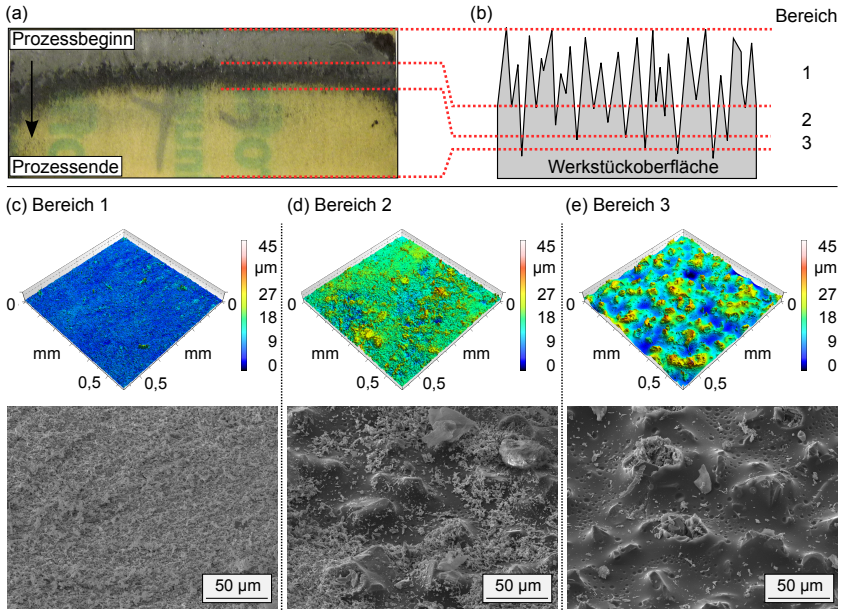 (a)
Prozessbeginn
Prozessende
(b)
Bereich
1
2
3
Werkstückoberfläche
(c) Bereich 1
45
µm
27
18
9
0
0
0
mm
mm
0,5
0,5
50 µm
(d) Bereich 2
45
µm
27
18
9
0
0
0
mm
mm
0,5
0,5
50 µm
(e) Bereich 3
45
µm
27
18
9
0
0
0
mm
mm
0,5
0,5
50 µm